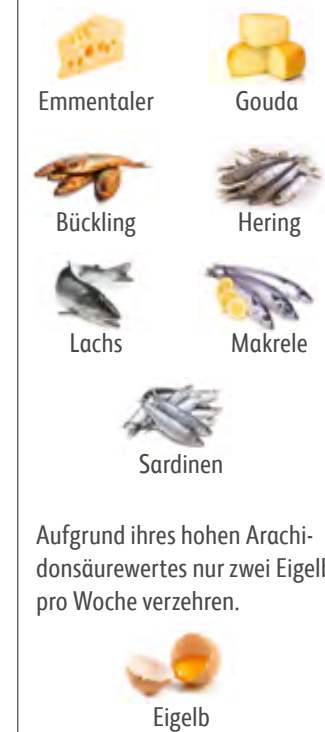 Emmentaler Gouda
Bückling Hering
Lachs Makrele
Sardinen
Aufgrund ihres hohen Arachi-
donsäurewertes nur zwei Eigelb
pro Woche verzehren.
Eigelb